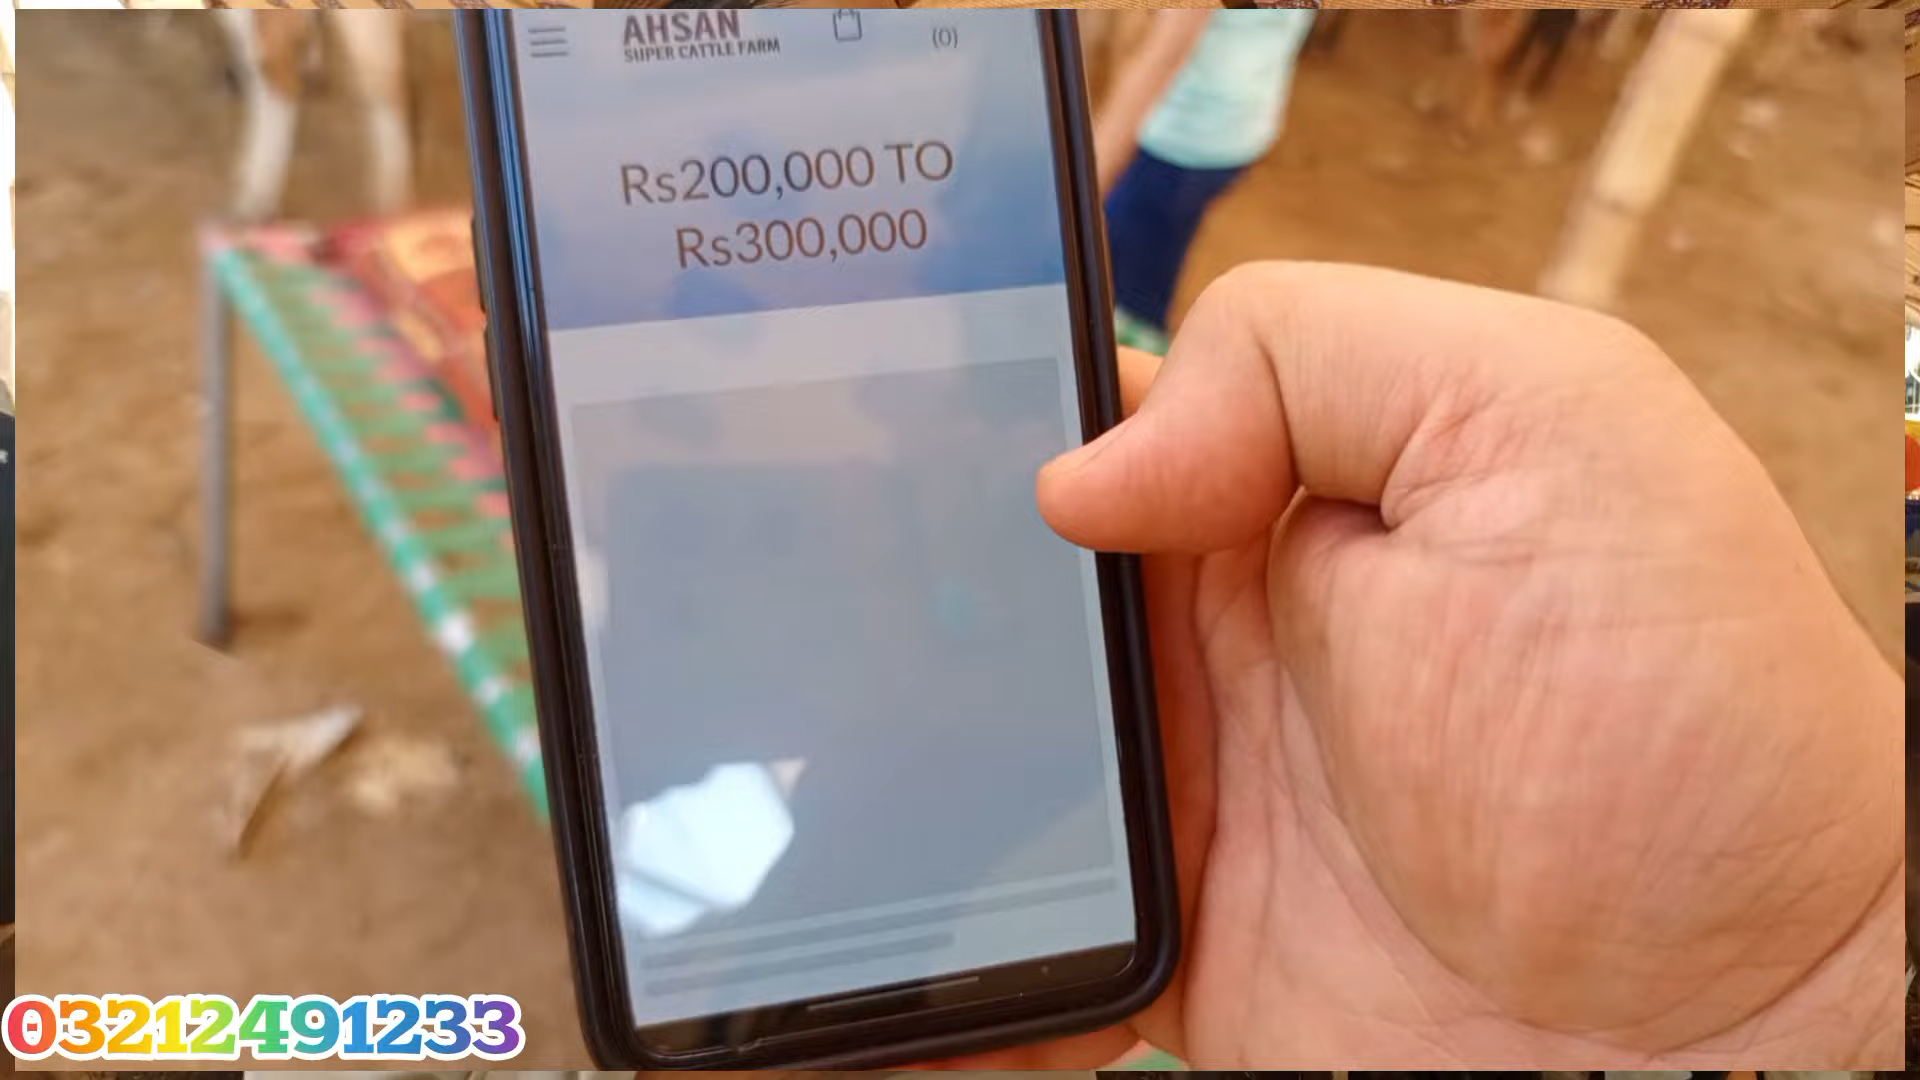 AHSAN
SUPER CATTLE FARM
(0)
Rs200,000 TO
Rs300,000
03212491233